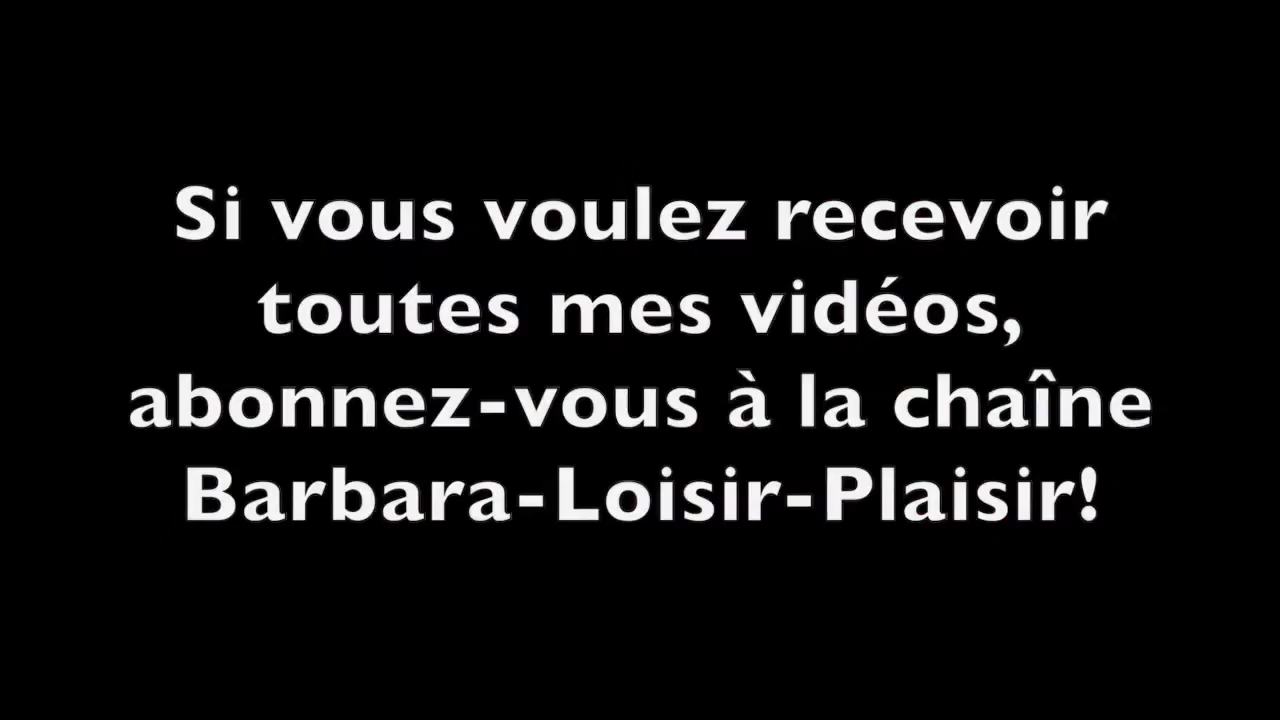 Si vous voulez recevoir
toutes mes vidéos,
abonnez-vous à la chaîne
Barbara-Loisir-Plaisir!